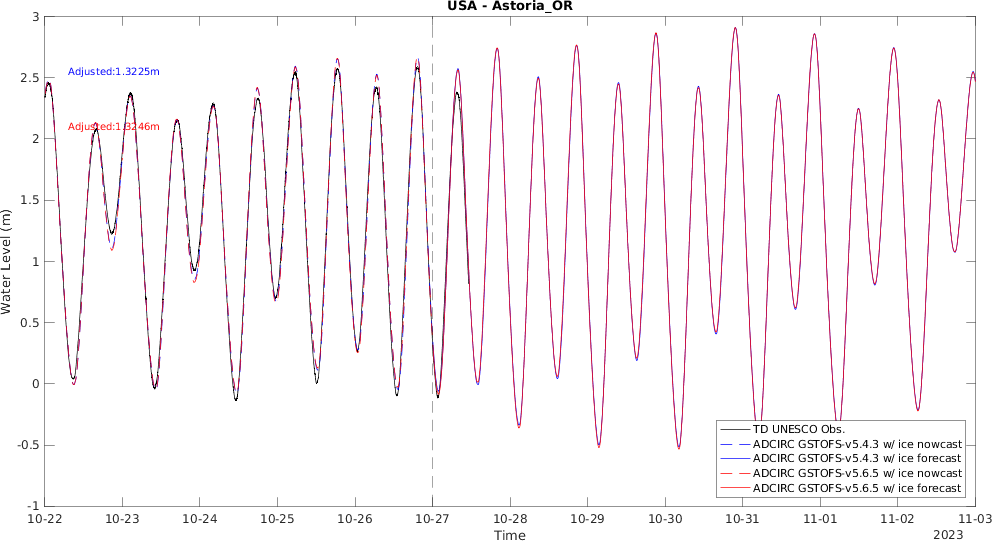 USA - Astoria_OR
3
2.5
2
1.5
1
0.5
0
-0.5
-1
Water Level (m)
Adjusted:1.3225m
Adjusted:1.3246m
TD UNESCO Obs.
ADCIRC GSTOFS-v5.4.3 w/ ice nowcast
ADCIRC GSTOFS-v5.4.3 w/ ice forecast
ADCIRC GSTOFS-v5.6.5 w/ ice nowcast
ADCIRC GSTOFS-v5.6.5 w/ ice forecast
10-22 10-23 10-24 10-25 10-26 10-27 10-28 10-29 10-30 10-31 11-01 11-02 11-03
Time
2023